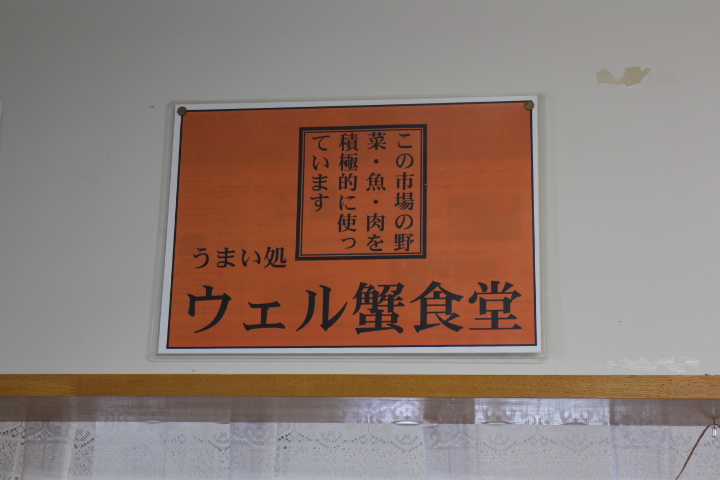 この市場の野
菜・魚・肉を
積極的に使っ
ています
うまい処
ウェル蟹食堂